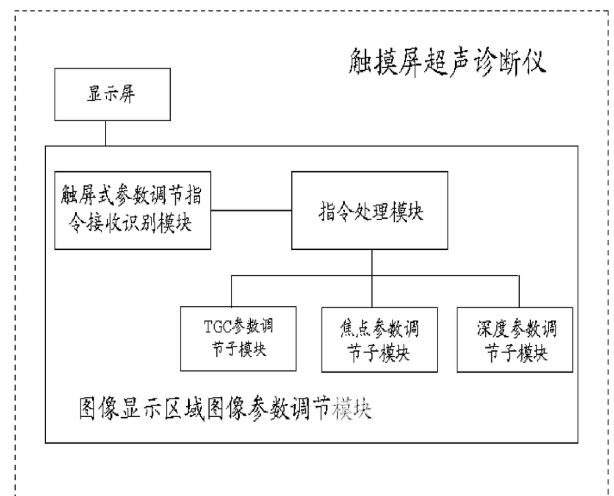 触摸屏超声诊断仪
显示屏
触屏式参数调节指
令接收识别模块
指令处理模块
TGC参数调
节子模块
焦点参数调
节子模块
深度参数调
节子模块
图像显示区域图像参数调节模块